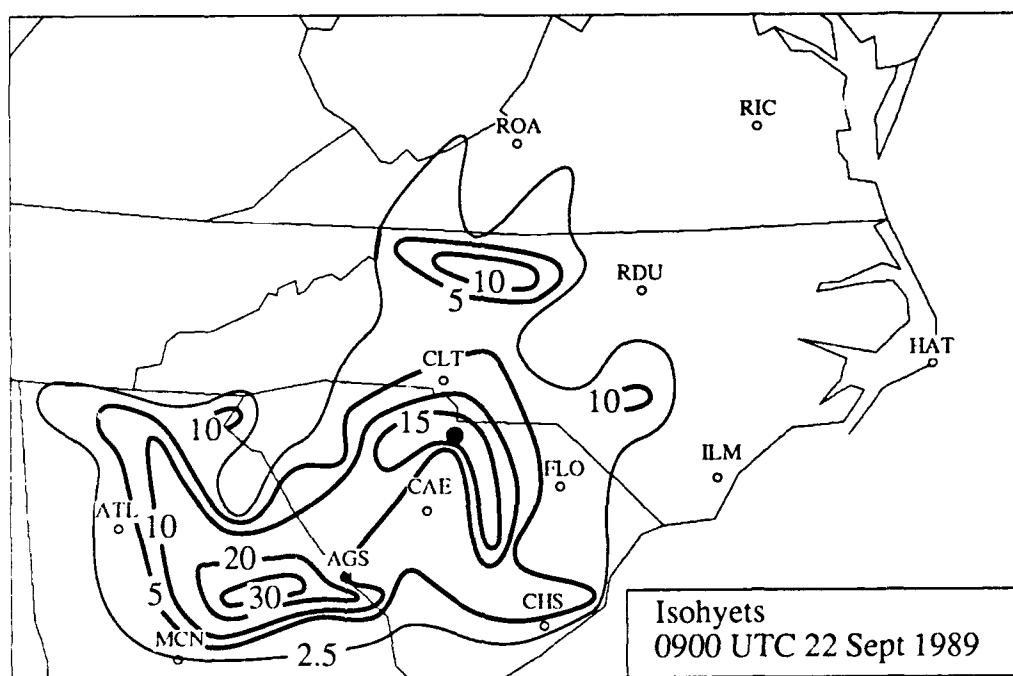 RIC
ROA
RDU
10
5
HAT
CLT
10
10
15
ILM
FLO
CAE
ATL
10
AGS
20
5
30
CHS
MCN
2.5
Isohyets
0900 UTC 22 Sept 1989